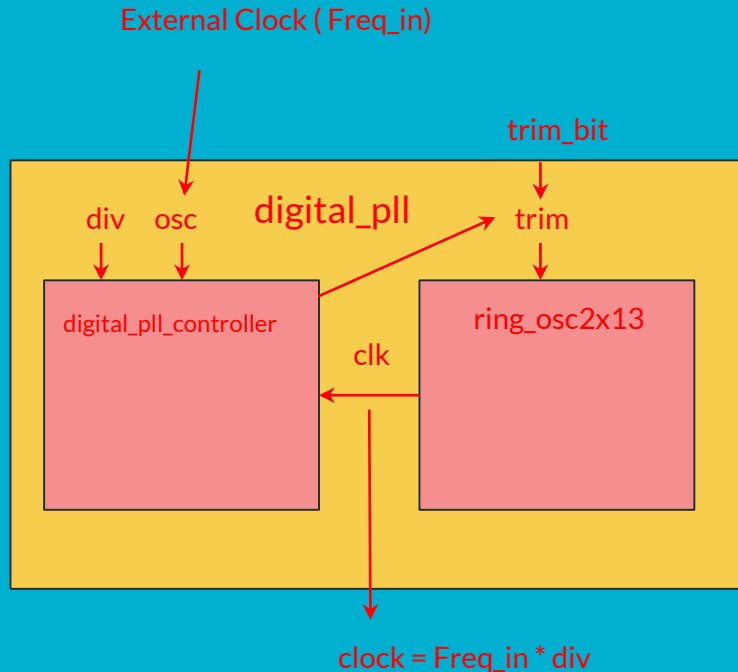 External Clock ( Freq_in)
trim_bit
digital_pll
div
osc
trim
digital_pll_controller
ring_osc2x13
clk
clock = Freq_in * div